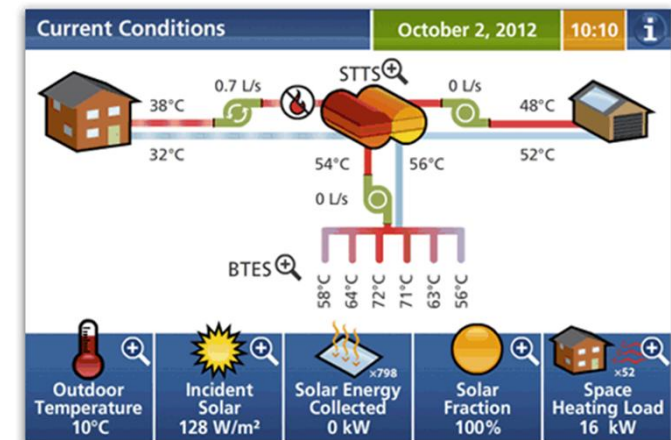 Current Conditions
October 2, 2012
10:10
i
STTS
0.7 L/s
0 L/s
38°C
48°C
32°C
54°C
56°C
52°C
0 L/s
BTES
58°C
64°C
72°C
71°C
63°C
56°C
Outdoor
Temperature
10°C
Incident
Solar
128 W/m²
×798
Solar Energy
Collected
0 kW
Solar
Fraction
100%
×52
Space
Heating Load
16 kW